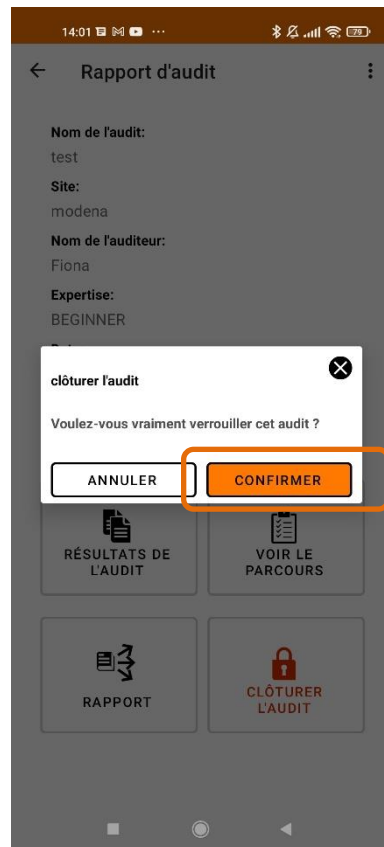 14:01
79
Rapport d'audit
Nom de l'audit:
test
Site:
modena
Nom de l'auditeur:
Fiona
Expertise:
BEGINNER
clôturer l'audit
Voulez-vous vraiment verrouiller cet audit ?
ANNULER
CONFIRMER
RÉSULTATS DE
L'AUDIT
VOIR LE
PARCOURS
RAPPORT
CLÔTURER
L'AUDIT